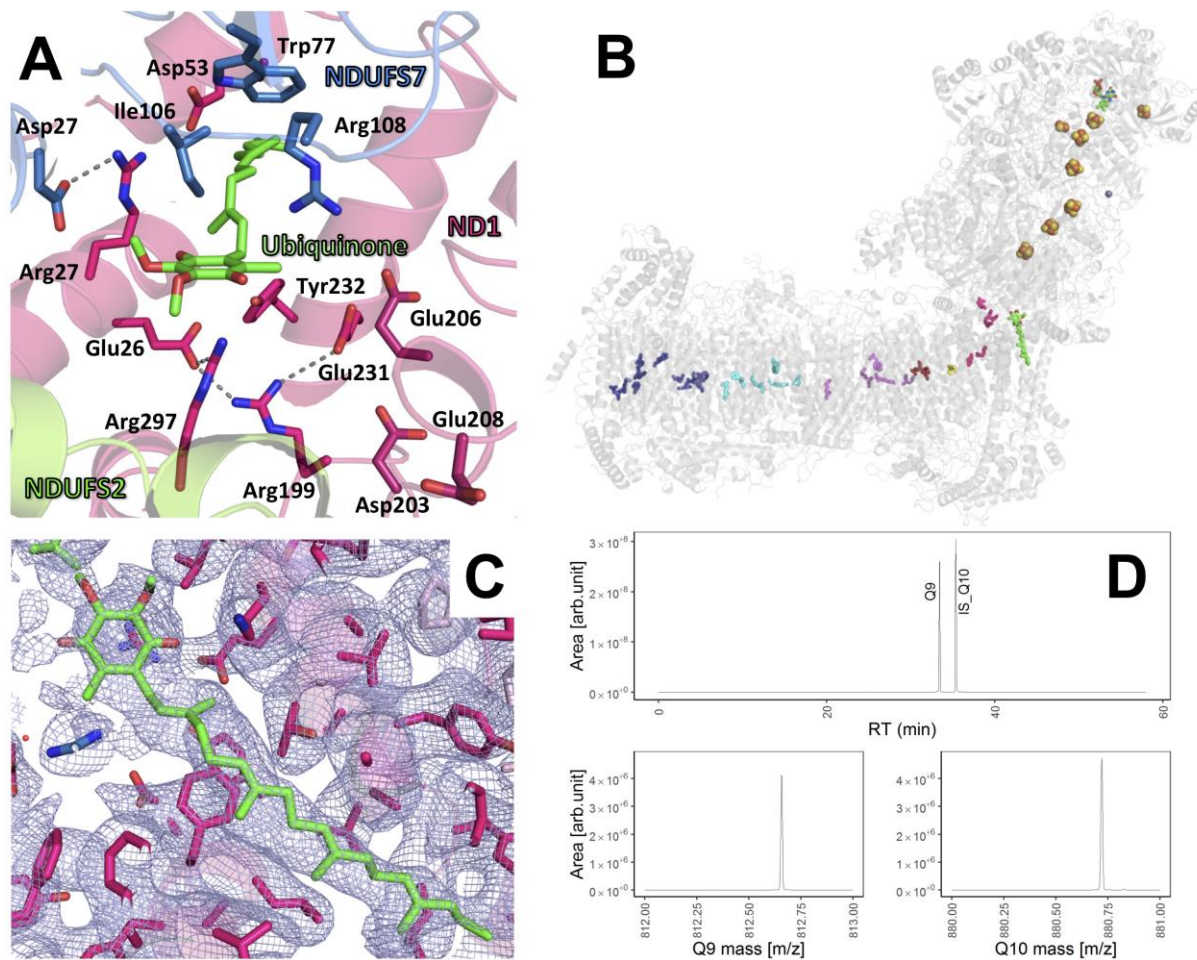 A
Trp77
Asp53
NDUFS7
Ile106
Asp27
Arg108
Ubiquinone
ND1
Arg27
Tyr232
Glu206
Glu26
Glu231
Arg297
Glu208
NDUFS2
Arg199
Asp203
B
C
D
Area [arb.unit]
3×10⁻⁸
2×10⁻⁸
1×10⁻⁸
0×10⁺⁰
Q9
IS_Q10
0 20 40 60
RT (min)
Area [arb.unit]
4×10⁻⁶
3×10⁻⁶
2×10⁻⁶
1×10⁻⁶
0×10⁺⁰
812.00 812.25 812.50 812.75 813.00
Q9 mass [m/z]
4×10⁻⁶
3×10⁻⁶
2×10⁻⁶
1×10⁻⁶
0×10⁺⁰
880.00 880.25 880.50 880.75 881.00
Q10 mass [m/z]